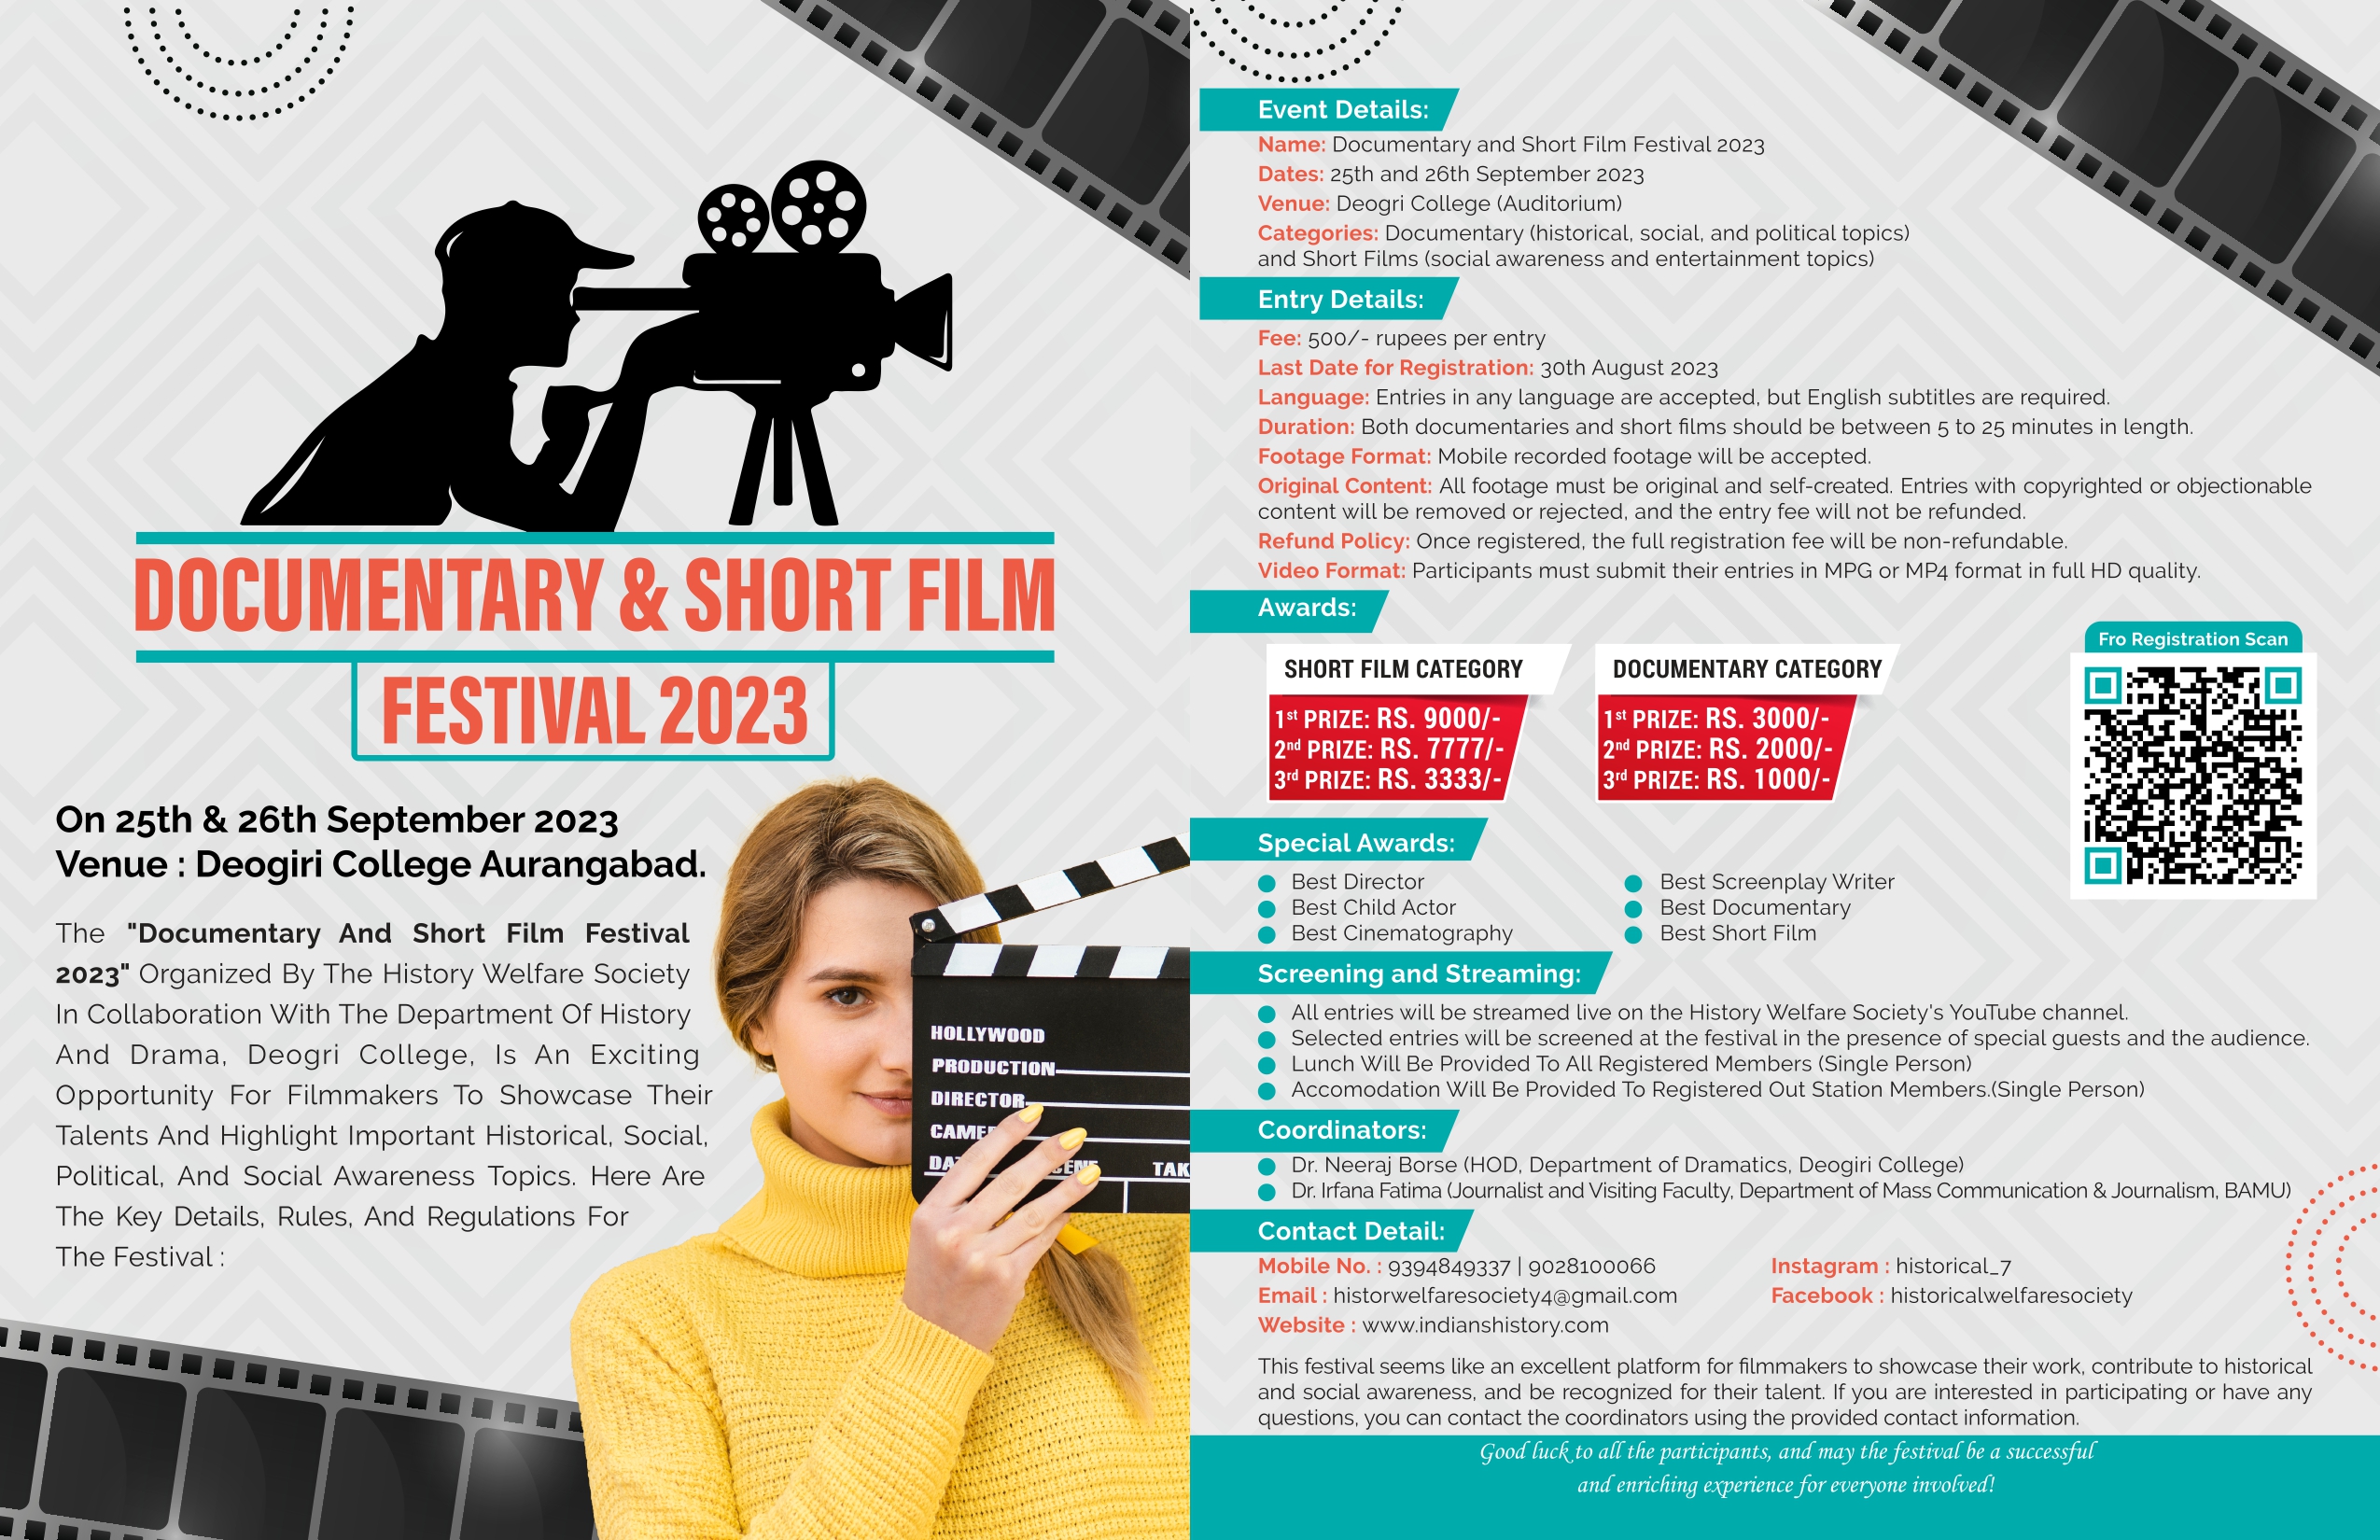 DOCUMENTARY & SHORT FILM
FESTIVAL 2023
On 25th & 26th September 2023
Venue : Deogiri College Aurangabad.
The "Documentary And Short Film Festival
2023" Organized By The History Welfare Society
In Collaboration With The Department Of History
And Drama, Deogri College, Is An Exciting
Opportunity For Filmmakers To Showcase Their
Talents And Highlight Important Historical, Social,
Political, And Social Awareness Topics. Here Are
The Key Details, Rules, And Regulations For
The Festival :
HOLLYWOOD
PRODUCTION
DIRECTOR
Event Details:
Name: Documentary and Short Film Festival 2023
Dates: 25th and 26th September 2023
Venue: Deogri College (Auditorium)
Categories: Documentary (historical, social, and political topics)
and Short Films (social awareness and entertainment topics)
Entry Details:
Fee: 500/- rupees per entry
Last Date for Registration: 30th August 2023
Language: Entries in any language are accepted, but English subtitles are required.
Duration: Both documentaries and short films should be between 5 to 25 minutes in length.
Footage Format: Mobile recorded footage will be accepted.
Original Content: All footage must be original and self-created. Entries with copyrighted or objectionable
content will be removed or rejected, and the entry fee will not be refunded.
Refund Policy: Once registered, the full registration fee will be non-refundable.
Video Format: Participants must submit their entries in MPG or MP4 format in full HD quality.
Awards:
SHORT FILM CATEGORY
1st PRIZE: RS. 9000/-
2nd PRIZE: RS. 7777/-
3rd PRIZE: RS. 3333/-
DOCUMENTARY CATEGORY
1st PRIZE: RS. 3000/-
2nd PRIZE: RS. 2000/-
3rd PRIZE: RS. 1000/-
Fro Registration Scan
Special Awards:
Best Director
Best Child Actor
Best Cinematography
Best Screenplay Writer
Best Documentary
Best Short Film
Screening and Streaming:
All entries will be streamed live on the History Welfare Society's YouTube channel.
Selected entries will be screened at the festival in the presence of special guests and the audience.
Lunch Will Be Provided To All Registered Members (Single Person)
Accomodation Will Be Provided To Registered Out Station Members.(Single Person)
Coordinators:
Dr. Neeraj Borse (HOD, Department of Dramatics, Deogiri College)
Dr. Irfana Fatima (Journalist and Visiting Faculty, Department of Mass Communication & Journalism, BAMU)
Contact Detail:
Mobile No. : 9394849337 | 9028100066
Email : historwelfaresociety4@gmail.com
Website : www.indianshistory.com
Instagram : historical_7
Facebook : historicalwelfaresociety
This festival seems like an excellent platform for filmmakers to showcase their work, contribute to historical
and social awareness, and be recognized for their talent. If you are interested in participating or have any
questions, you can contact the coordinators using the provided contact information.
Good luck to all the participants, and may the festival be a successful
and enriching experience for everyone involved!